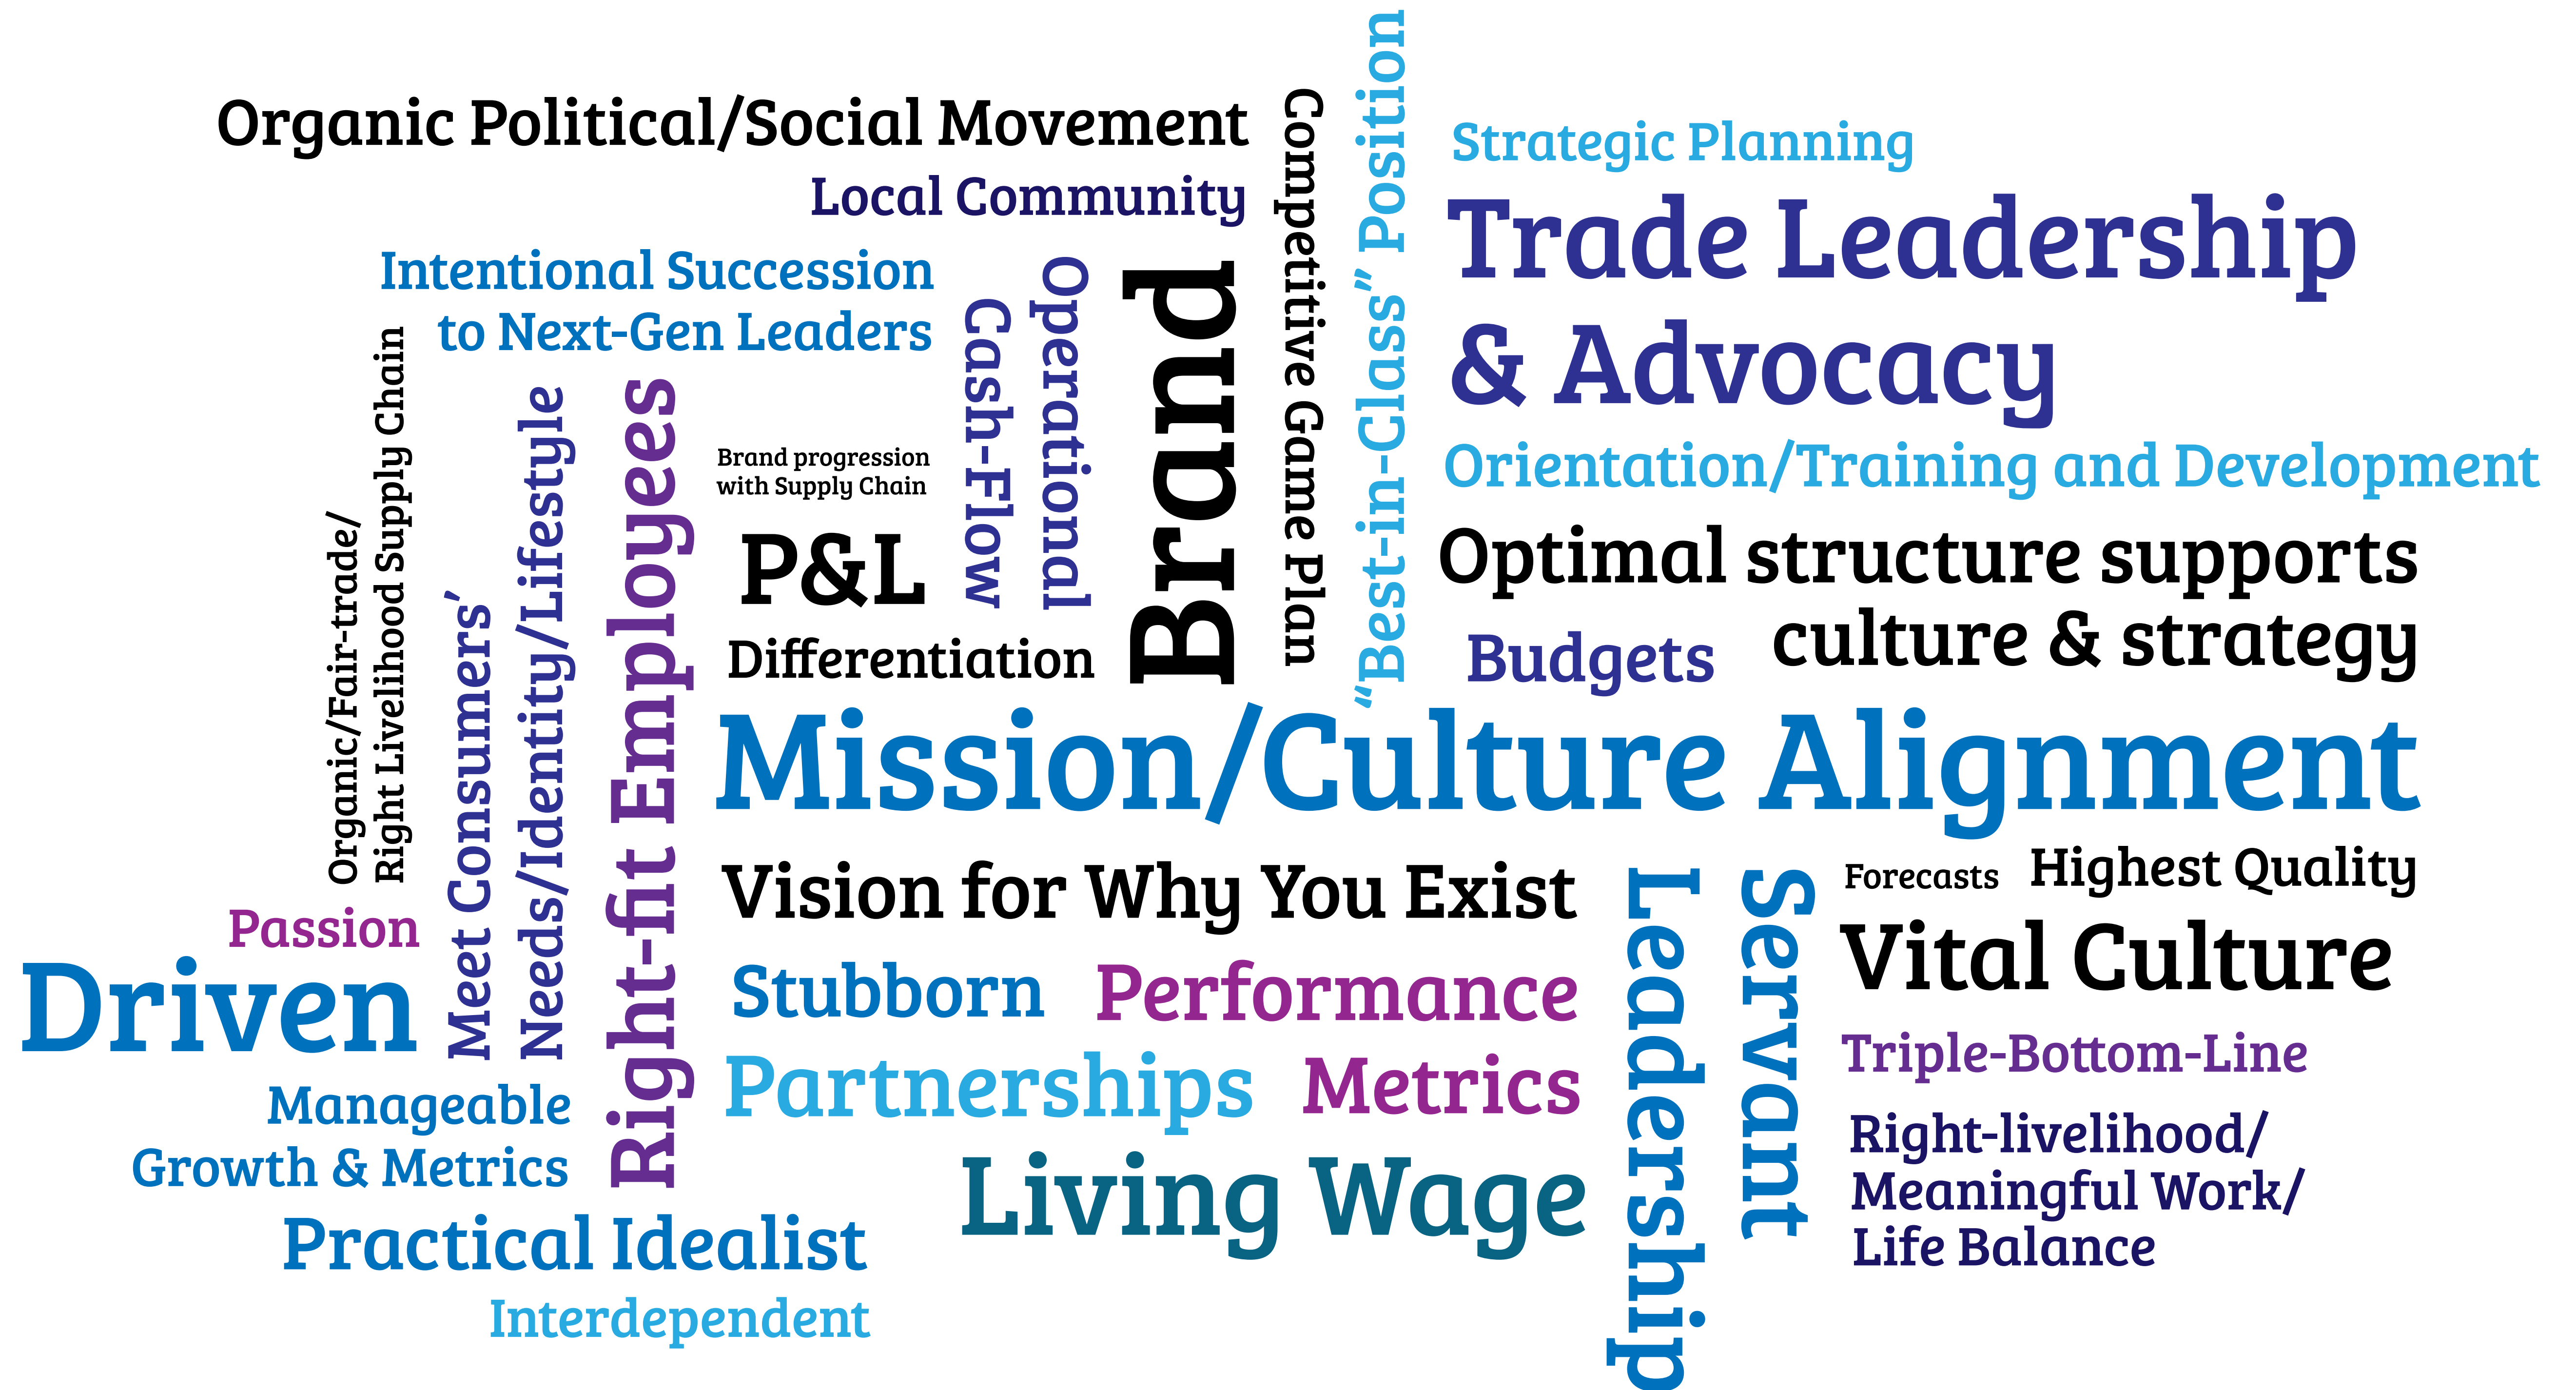 Organic Political/Social Movement
Local Community
Intentional Succession
to Next-Gen Leaders
Organic/Fair-trade/
Right Livelihood Supply Chain
Meet Consumers’
Needs/Identity/Lifestyle
Right-fit Employees
Brand progression
with Supply Chain
P&L
Differentiation
Operational
Cash-Flow
Brand
Competitive Game Plan
“Best-in-Class” Position
Strategic Planning
Trade Leadership
& Advocacy
Orientation/Training and Development
Optimal structure supports
culture & strategy
Budgets
Mission/Culture Alignment
Vision for Why You Exist
Stubborn
Performance
Partnerships
Metrics
Living Wage
Servant
Leadership
Forecasts
Highest Quality
Vital Culture
Triple-Bottom-Line
Right-livelihood/
Meaningful Work/
Life Balance
Passion
Driven
Manageable
Growth & Metrics
Practical Idealist
Interdependent